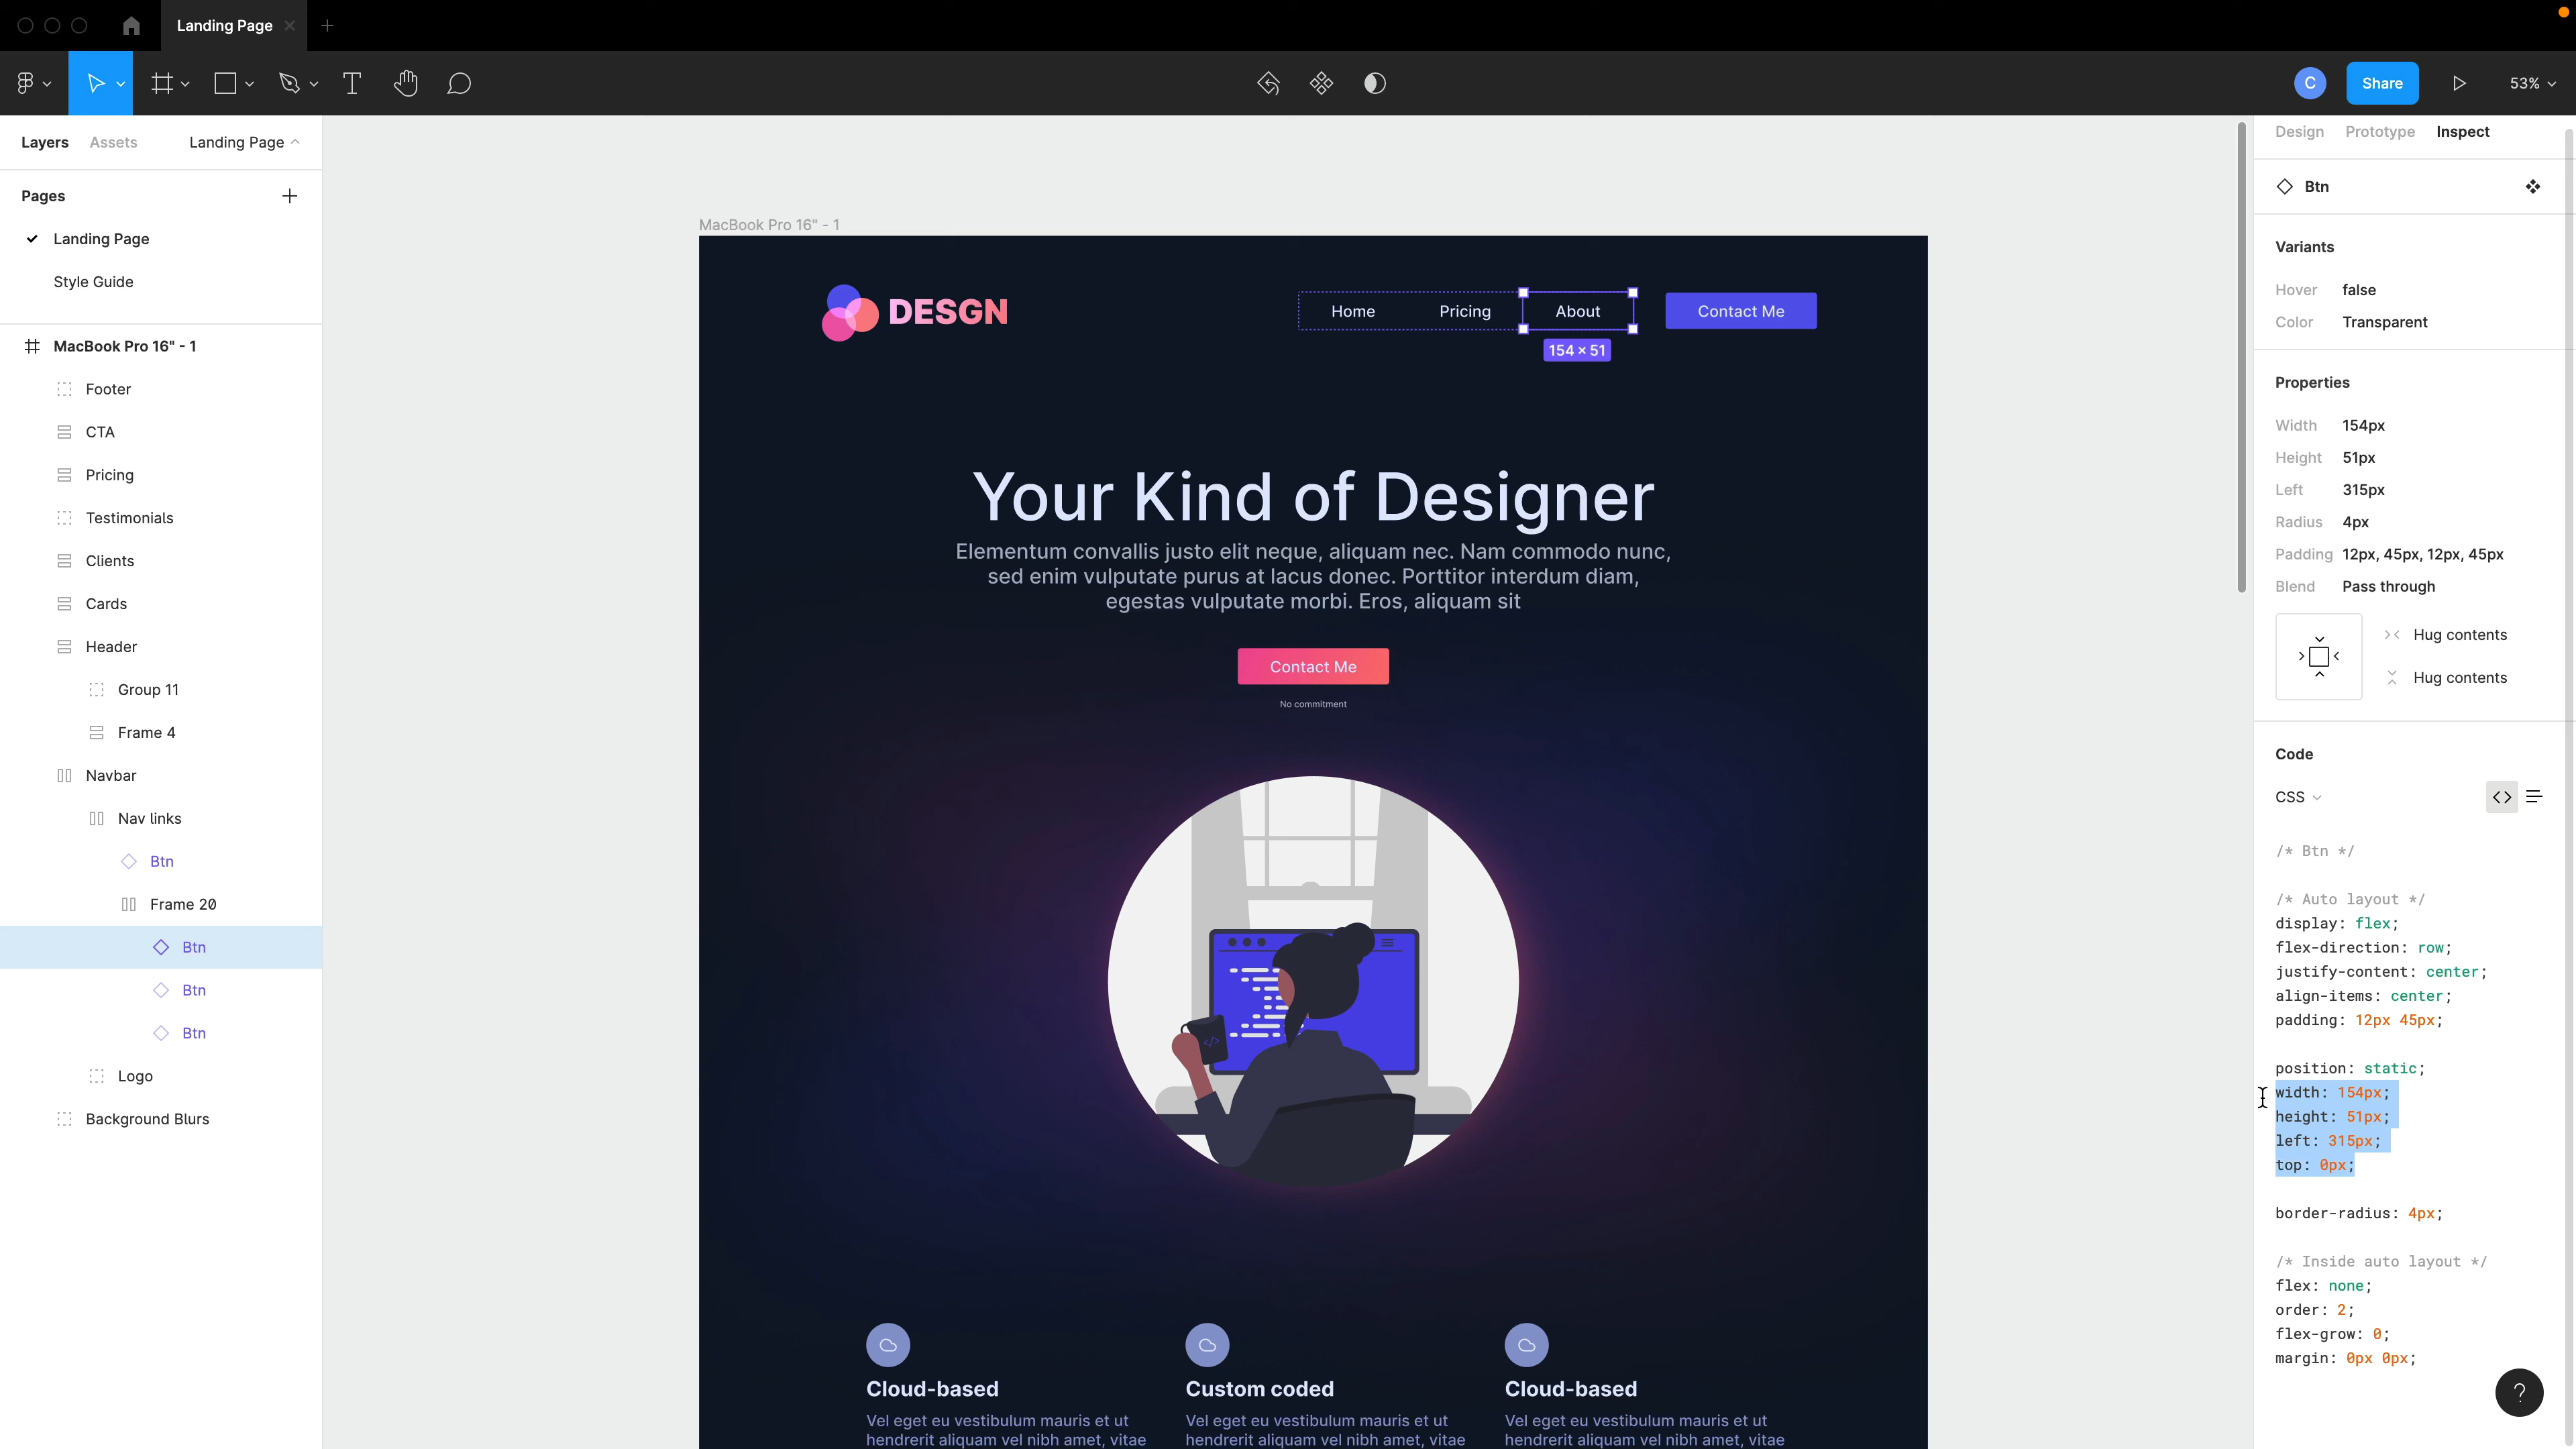 Landing Page
C
Share
53%
Layers
Assets
Landing Page
Pages
Landing Page
Style Guide
MacBook Pro 16" - 1
Footer
CTA
Pricing
Testimonials
Clients
Cards
Header
Group 11
Frame 4
Navbar
Nav links
Btn
Frame 20
Btn
Btn
Btn
Logo
Background Blurs
MacBook Pro 16" - 1
DESGN
Home
Pricing
About
Contact Me
154 × 51
Your Kind of Designer
Elementum convallis justo elit neque, aliquam nec. Nam commodo nunc,
sed enim vulputate purus at lacus donec. Porttitor interdum diam,
egestas vulputate morbi. Eros, aliquam sit
Contact Me
No commitment
</>
Cloud-based
Vel eget eu vestibulum mauris et ut
hendrerit aliquam vel nibh amet, vitae
Custom coded
Vel eget eu vestibulum mauris et ut
hendrerit aliquam vel nibh amet, vitae
Cloud-based
Vel eget eu vestibulum mauris et ut
hendrerit aliquam vel nibh amet, vitae
Design
Prototype
Inspect
Btn
Variants
Hover false
Color Transparent
Properties
Width 154px
Height 51px
Left 315px
Radius 4px
Padding 12px, 45px, 12px, 45px
Blend Pass through
Hug contents
Hug contents
Code
CSS
/* Btn */
/* Auto layout */
display: flex;
flex-direction: row;
justify-content: center;
align-items: center;
padding: 12px 45px;
position: static;
width: 154px;
height: 51px;
left: 315px;
top: 0px;
border-radius: 4px;
/* Inside auto layout */
flex: none;
order: 2;
flex-grow: 0;
margin: 0px 0px;
?